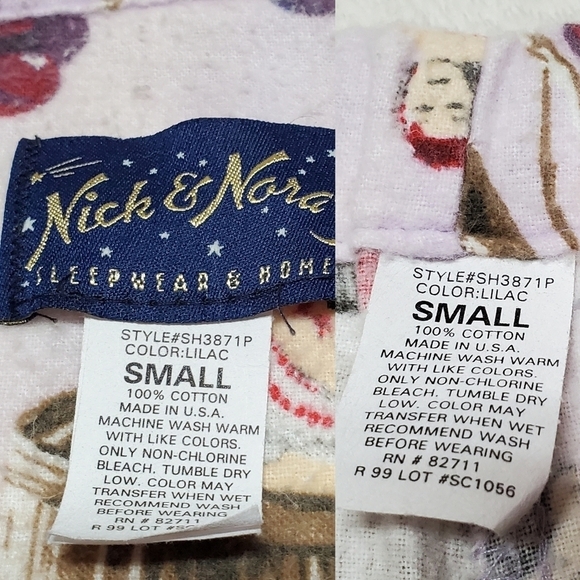 Nick & Nora
SLEEPWEAR & HOME
STYLE#SH3871P
COLOR:LILAC
SMALL
100% COTTON
MADE IN U.S.A.
MACHINE WASH WARM
WITH LIKE COLORS.
ONLY NON-CHLORINE
BLEACH. TUMBLE DRY
LOW. COLOR MAY
TRANSFER WHEN WET
RECOMMEND WASH
BEFORE WEARING
RN # 82711
R 99 LOT #SC
STYLE#SH3871P
COLOR:LILAC
SMALL
100% COTTON
MADE IN U.S.A.
MACHINE WASH WARM
WITH LIKE COLORS.
ONLY NON-CHLORINE
BLEACH. TUMBLE DRY
LOW. COLOR MAY
TRANSFER WHEN WET
RECOMMEND WASH
BEFORE WEARING
RN # 82711
R 99 LOT #SC1056